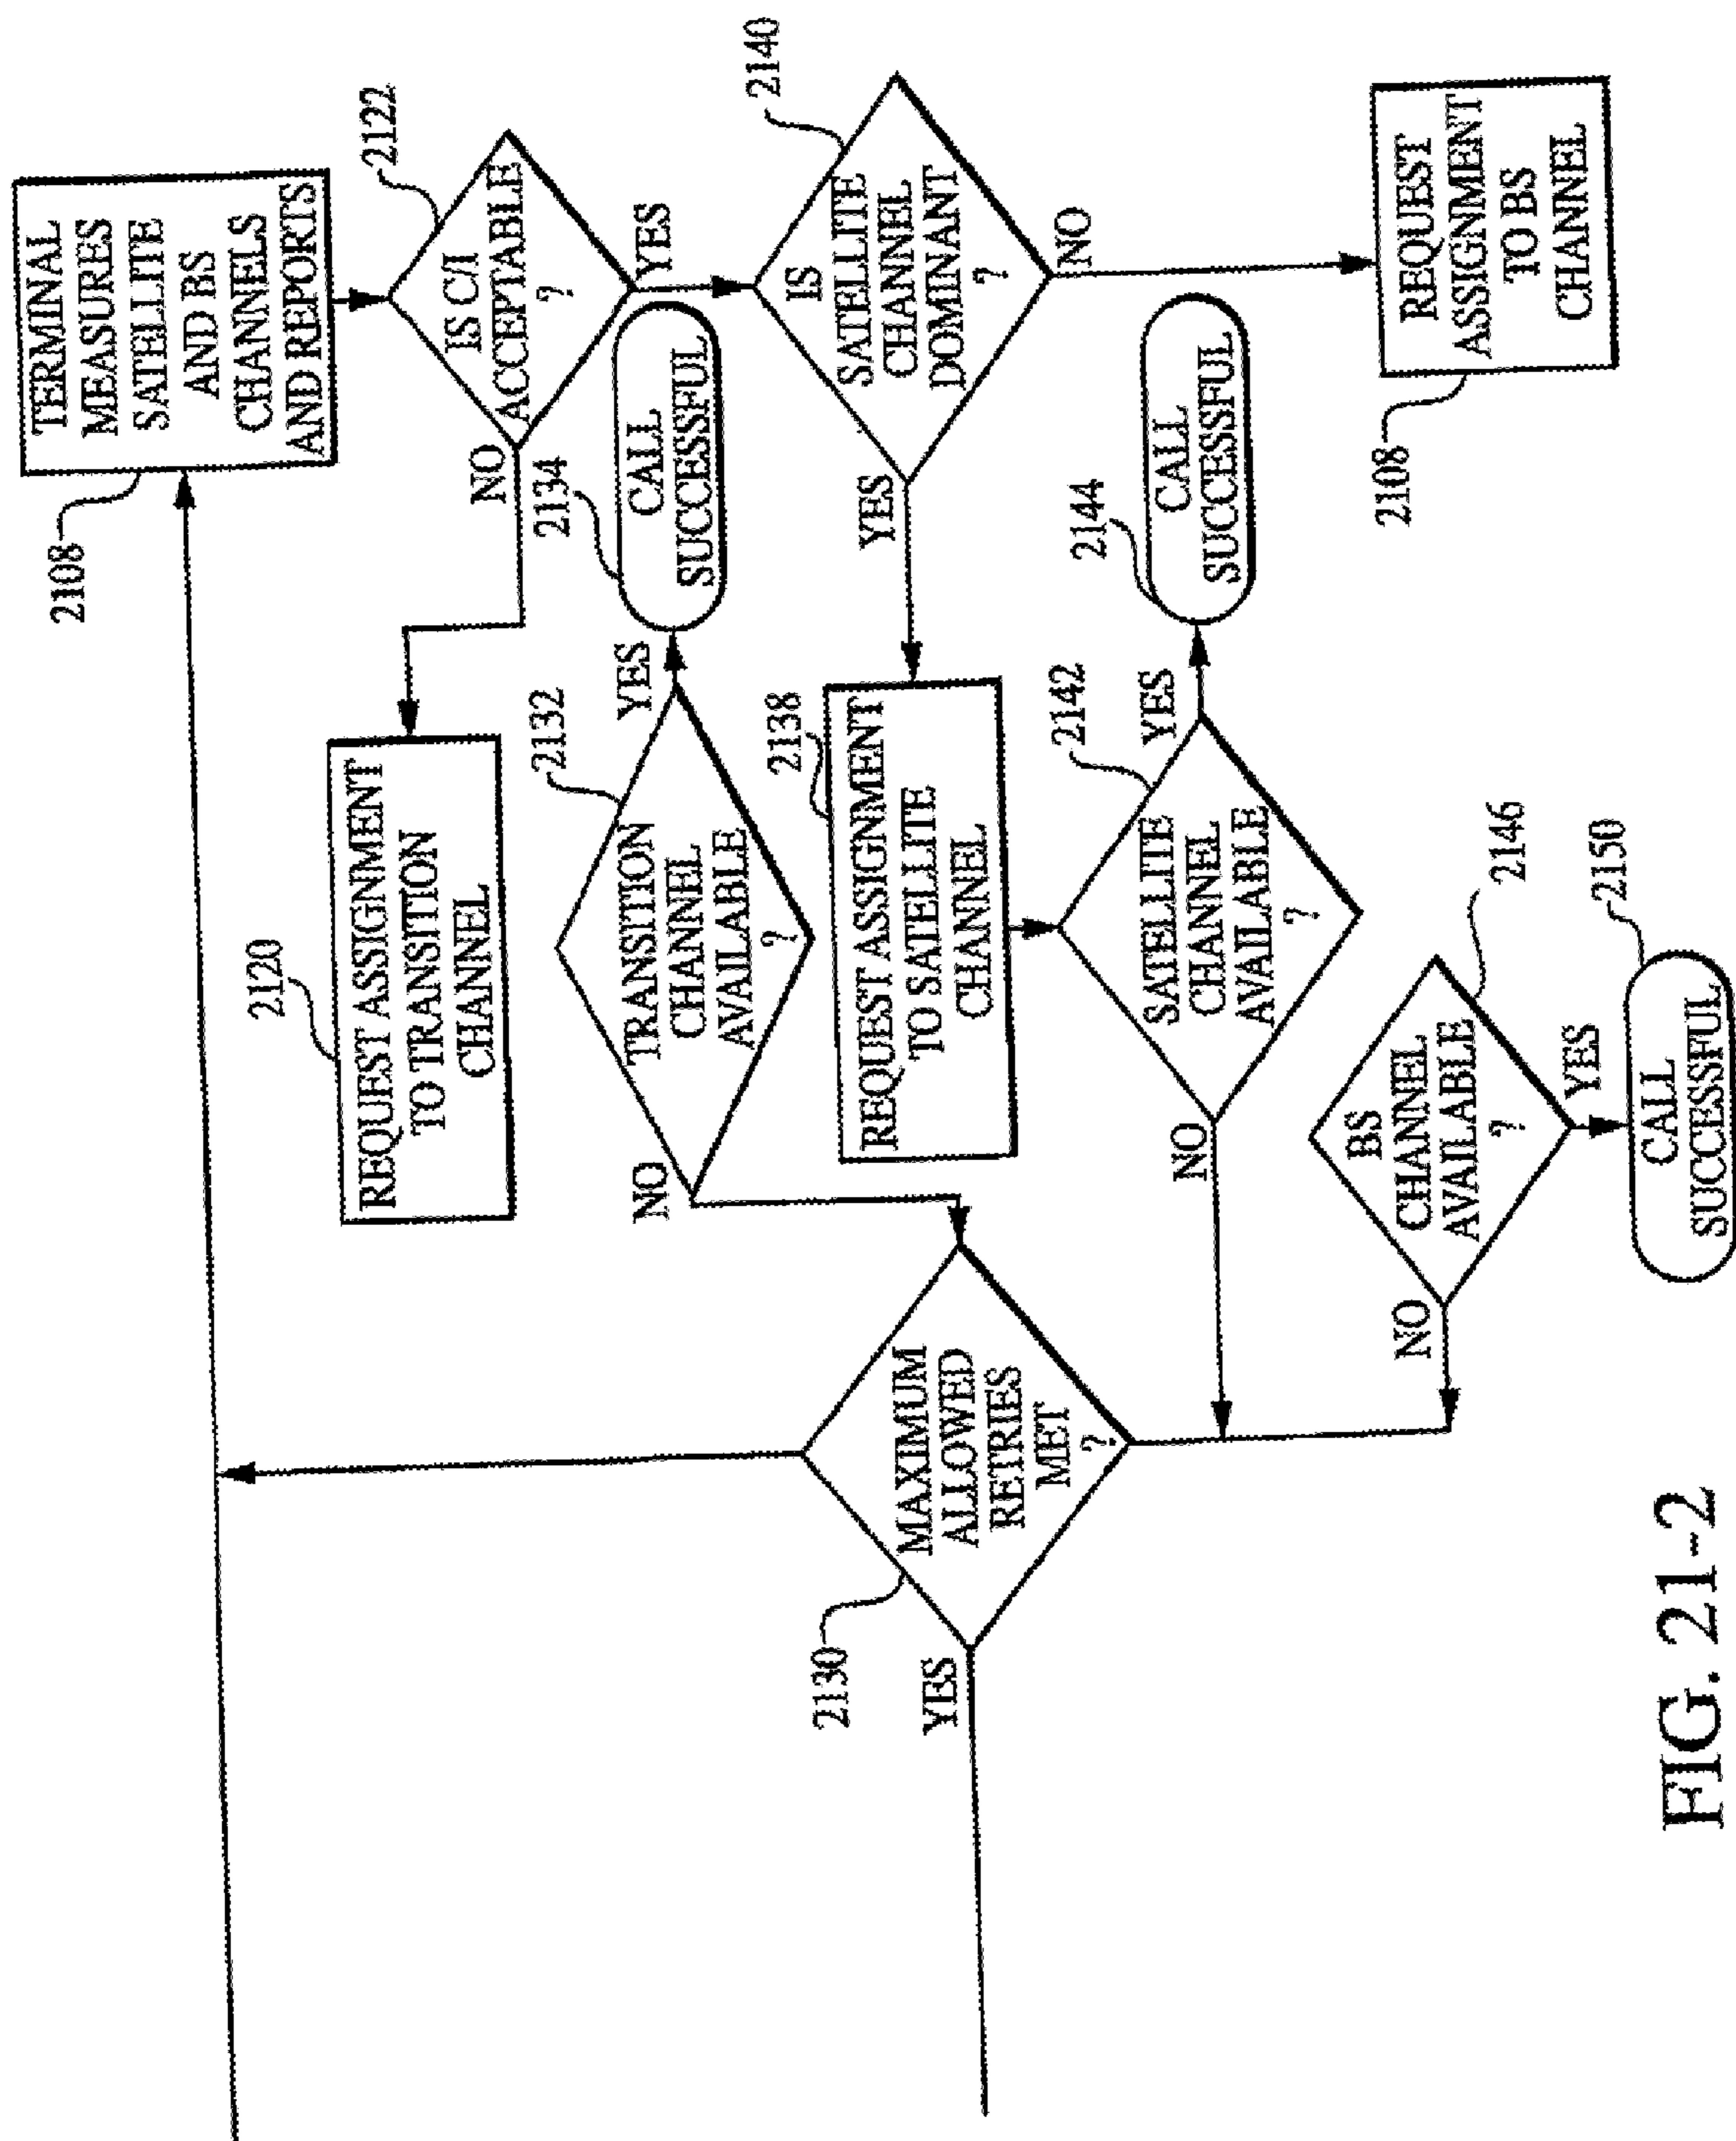 2108
TERMINAL
MEASURES
SATELLITE
AND BS
CHANNELS
AND REPORTS
2122
IS C/I
ACCEPTABLE
?
NO
YES
2120
REQUEST ASSIGNMENT
TO TRANSITION
CHANNEL
2132
TRANSITION
CHANNEL
AVAILABLE
?
NO
YES
2134
CALL
SUCCESSFUL
2140
IS
SATELLITE
CHANNEL
DOMINANT
?
YES
NO
2138
REQUEST ASSIGNMENT
TO SATELLITE
CHANNEL
2130
MAXIMUM
ALLOWED
RETRIES
MET
?
YES
2142
SATELLITE
CHANNEL
AVAILABLE
?
NO
YES
2144
CALL
SUCCESSFUL
2108
REQUEST
ASSIGNMENT
TO BS
CHANNEL
2146
BS
CHANNEL
AVAILABLE
?
NO
YES
2150
CALL
SUCCESSFUL
FIG. 21-2